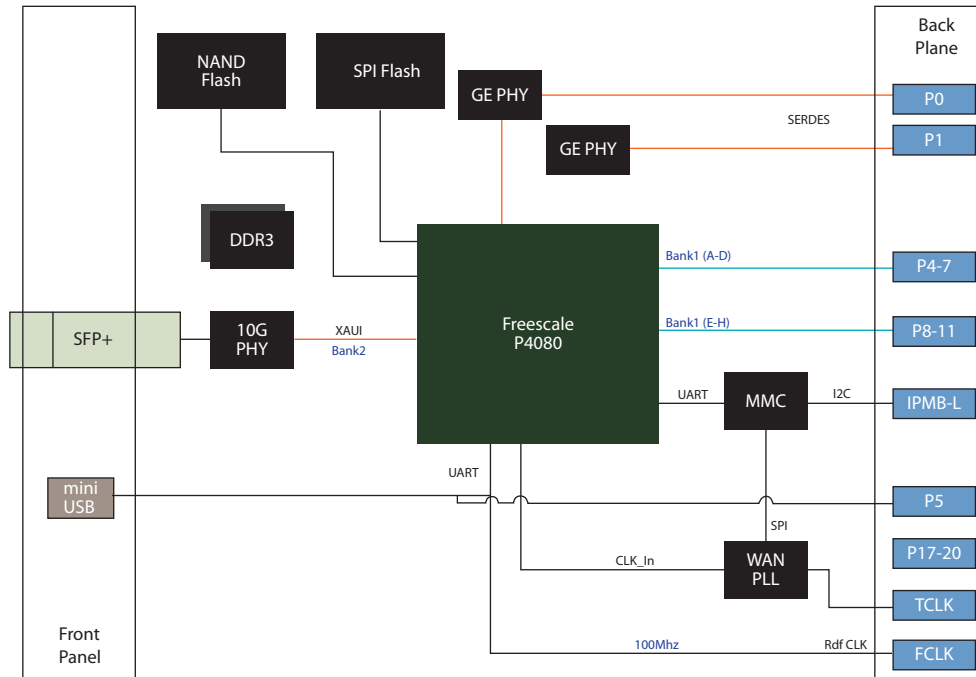 Back
Plane
NAND
Flash
SPI Flash
GE PHY
P0
SERDES
P1
GE PHY
DDR3
Bank1 (A-D)
P4-7
SFP+
10G
PHY
XAUI
Bank2
Freescale
P4080
Bank1 (E-H)
P8-11
UART
MMC
I2C
IPMB-L
UART
mini
USB
P5
SPI
P17-20
CLK_In
WAN
PLL
TCLK
Front
Panel
100Mhz
Rdf CLK
FCLK